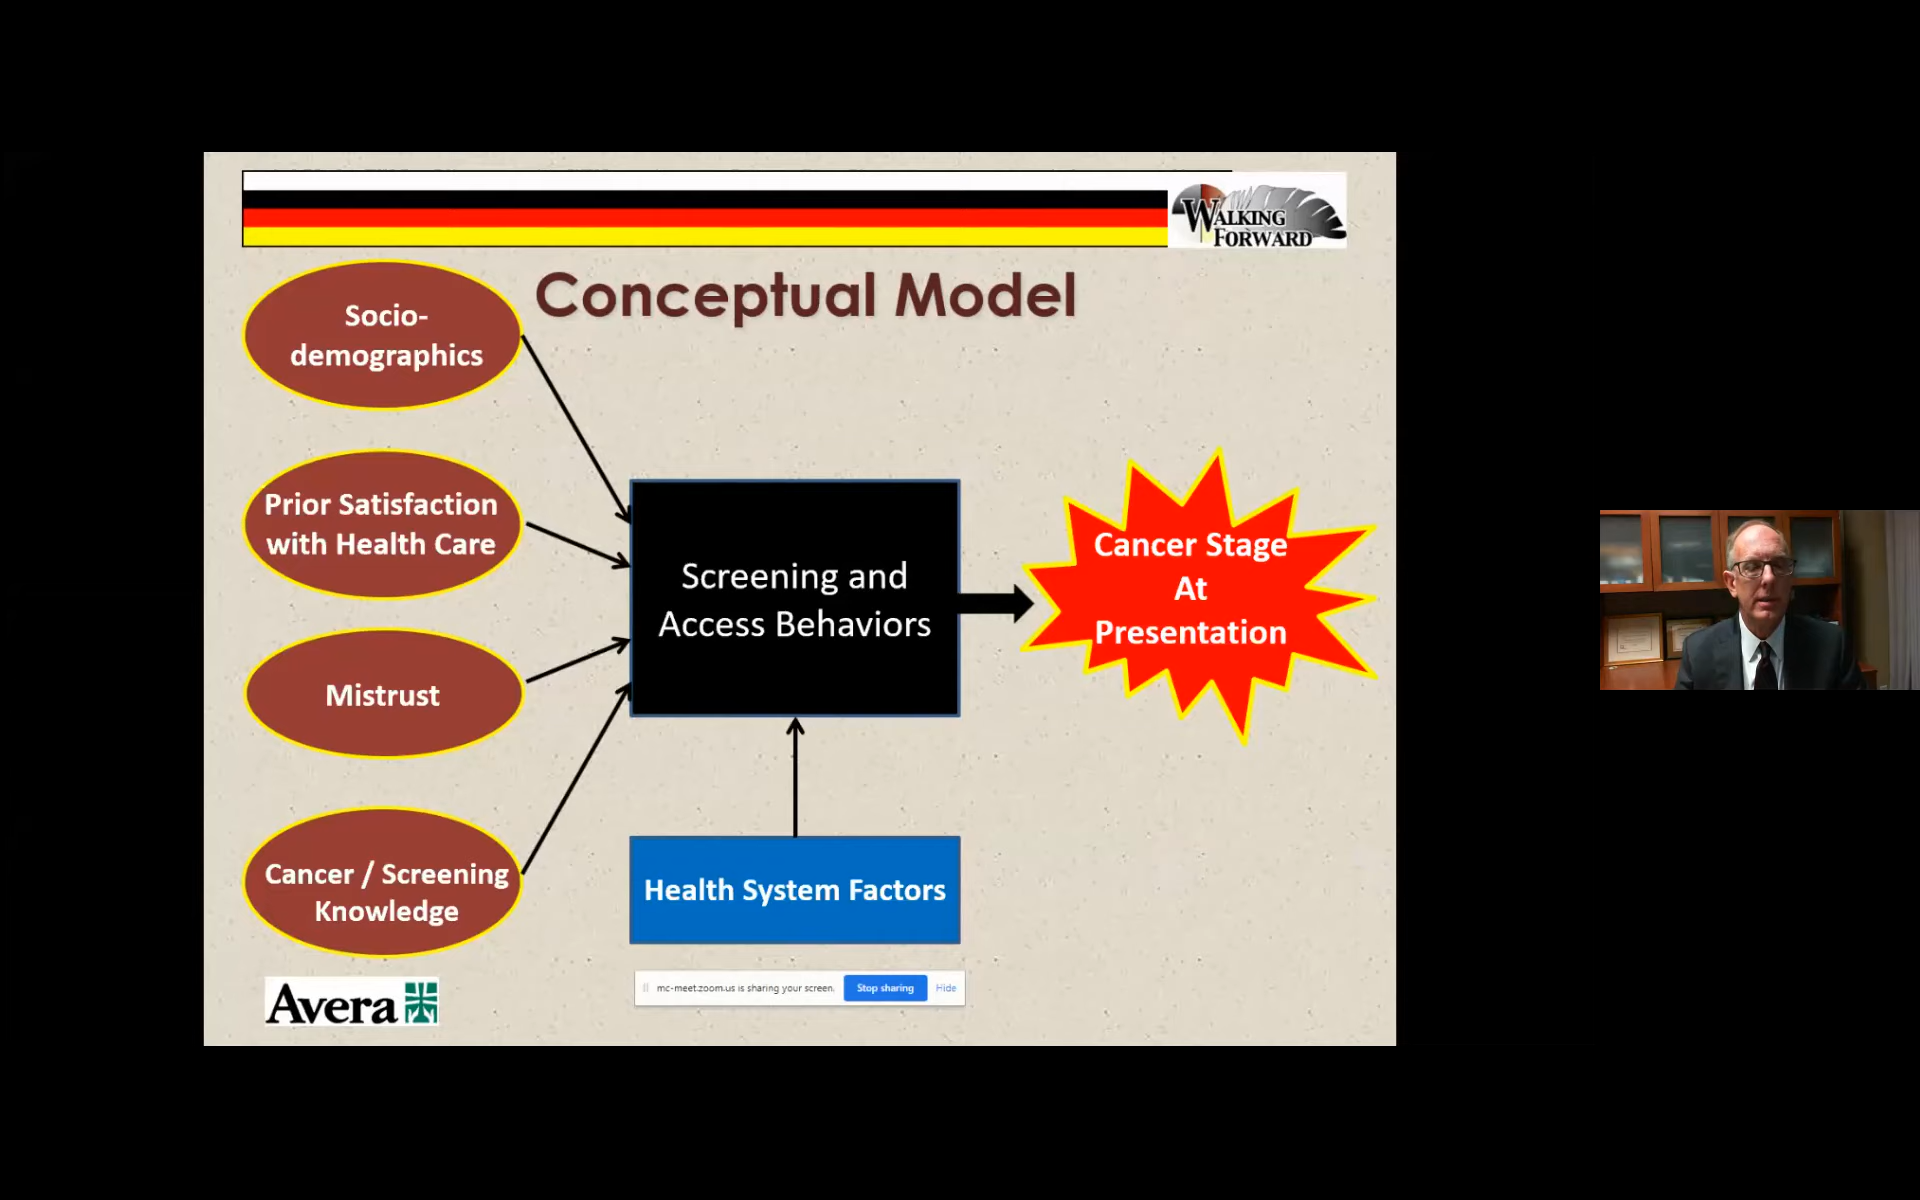 WALKING
FORWARD
Conceptual Model
Socio-
demographics
Prior Satisfaction
with Health Care
Mistrust
Cancer / Screening
Knowledge
Screening and
Access Behaviors
Cancer Stage
At
Presentation
Health System Factors
mc-meet.zoom.us is sharing your screen. Stop sharing Hide
Avera